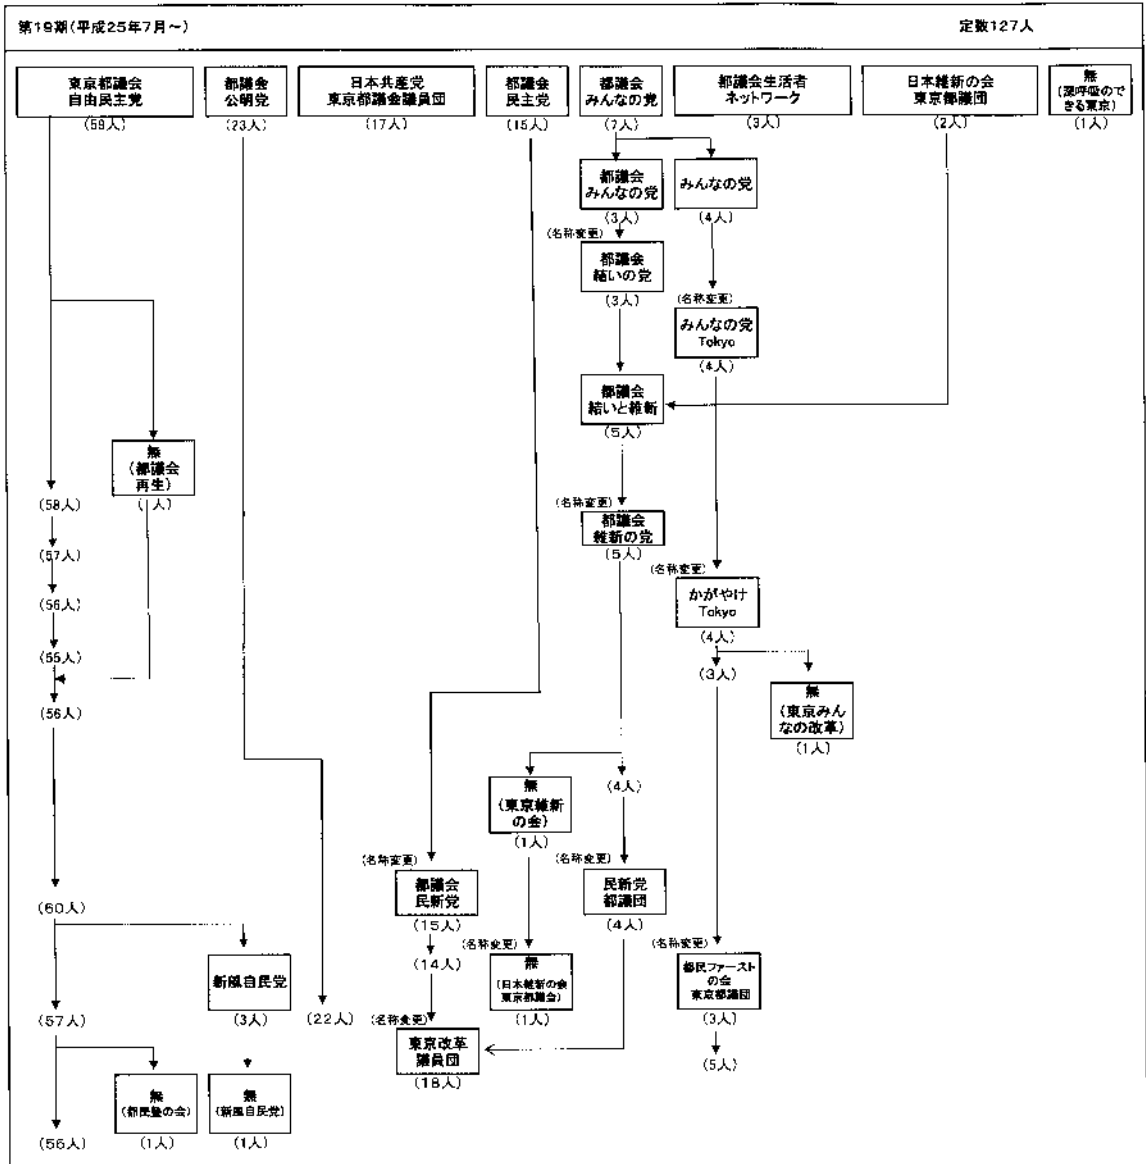 第19期(平成25年7月～)
定数127人
東京都議会
自由民主党
(59人)
都議会
公明党
(23人)
日本共産党
東京都議会議員団
(17人)
都議会
民主党
(15人)
都議会
みんなの党
(7人)
都議会生活者
ネットワーク
(3人)
日本維新の会
東京都議団
(2人)
無
(深呼吸ので
きる東京)
(1人)
都議会
みんなの党
(3人)
みんなの党
(4人)
(名称変更)
都議会
結いの党
(3人)
(名称変更)
みんなの党
Tokyo
(4人)
都議会
結いと維新
(5人)
無
(都議会
再生)
(1人)
(58人)
(名称変更)
都議会
維新の党
(5人)
(57人)
(名称変更)
かがやけ
Tokyo
(4人)
(56人)
(55人)
(3人)
無
(東京みん
なの改革)
(1人)
(56人)
無
(東京維新
の会)
(1人)
(4人)
(名称変更)
都議会
民新党
(15人)
(名称変更)
民新党
都議団
(4人)
(60人)
(14人)
(名称変更)
無
(日本維新の会
東京都議会)
(1人)
(名称変更)
都民ファースト
の会
東京都議団
(3人)
新風自民党
(3人)
(57人)
(22人)
(名称変更)
東京改革
議員団
(18人)
(5人)
無
(都民塾の会)
(1人)
無
(新風自民党)
(1人)
(56人)